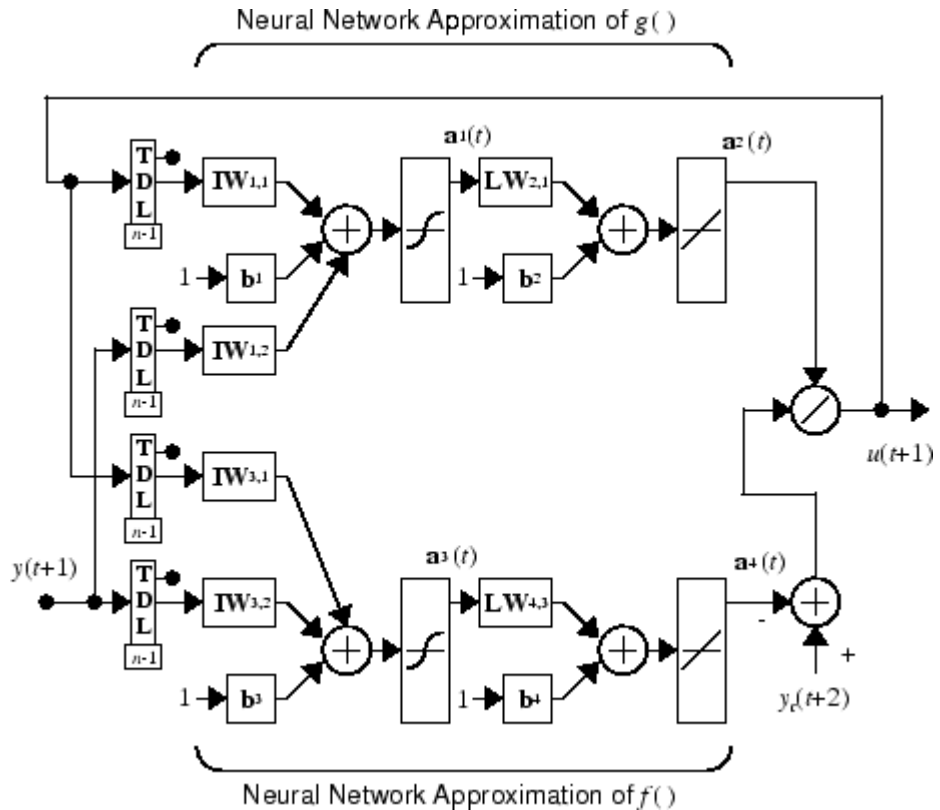 Neural Network Approximation of g( )
a1(t)
a2(t)
T
D
L
n-1
IW1,1
LW2,1
1
b1
1
b2
T
D
L
n-1
IW1,2
u(t+1)
T
D
L
n-1
IW3,1
y(t+1)
T
D
L
n-1
IW3,2
a3(t)
LW4,3
a4(t)
-
+
1
b3
1
b4
yr(t+2)
Neural Network Approximation of f( )